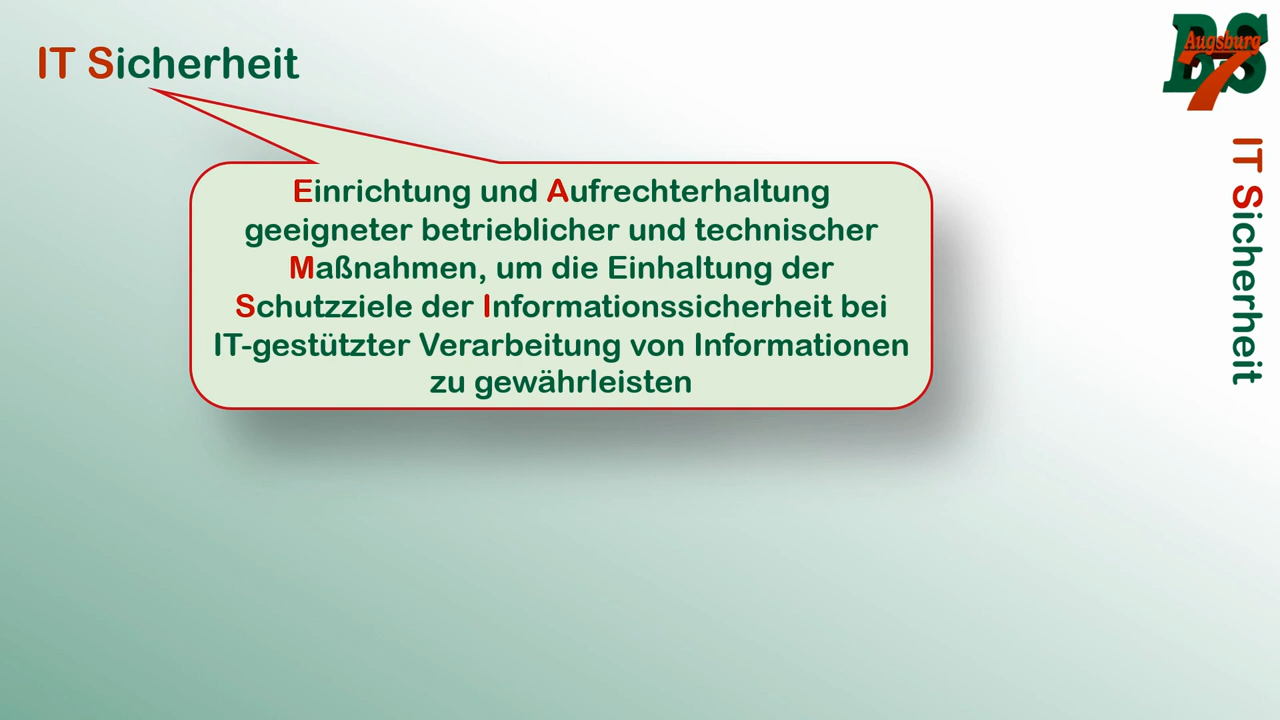 IT Sicherheit
Einrichtung und Aufrechterhaltung
geeigneter betrieblicher und technischer
Maßnahmen, um die Einhaltung der
Schutzziele der Informationssicherheit bei
IT-gestützter Verarbeitung von Informationen
zu gewährleisten
BS
Augsburg
7
IT Sicherheit